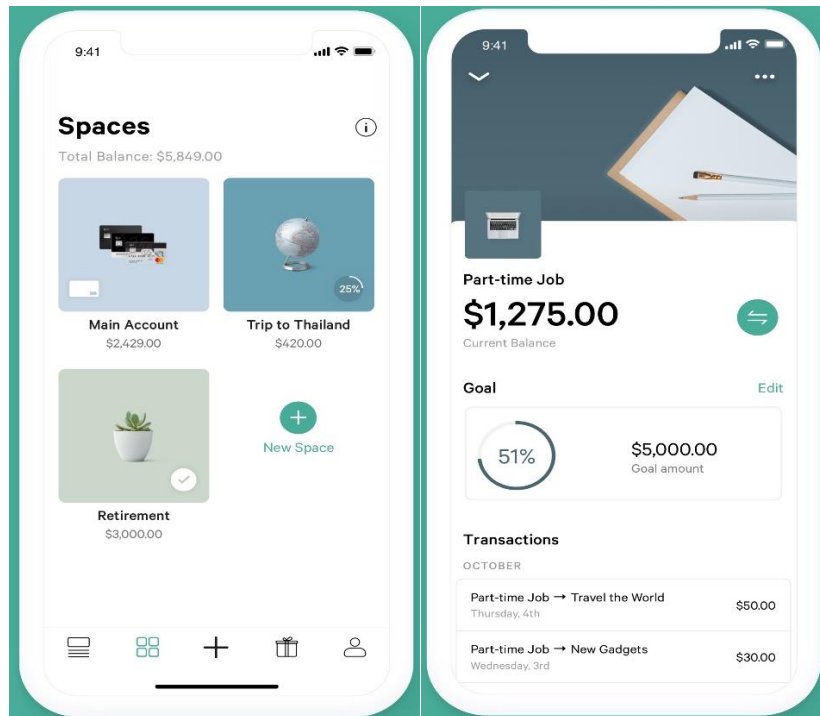 9:41
Spaces
Total Balance: $5,849.00
25%
Main Account
$2,429.00
Trip to Thailand
$420.00
New Space
Retirement
$3,000.00
9:41
Part-time Job
$1,275.00
Current Balance
Goal
Edit
51%
$5,000.00
Goal amount
Transactions
OCTOBER
Part-time Job → Travel the World
$50.00
Thursday, 4th
Part-time Job → New Gadgets
$30.00
Wednesday, 3rd